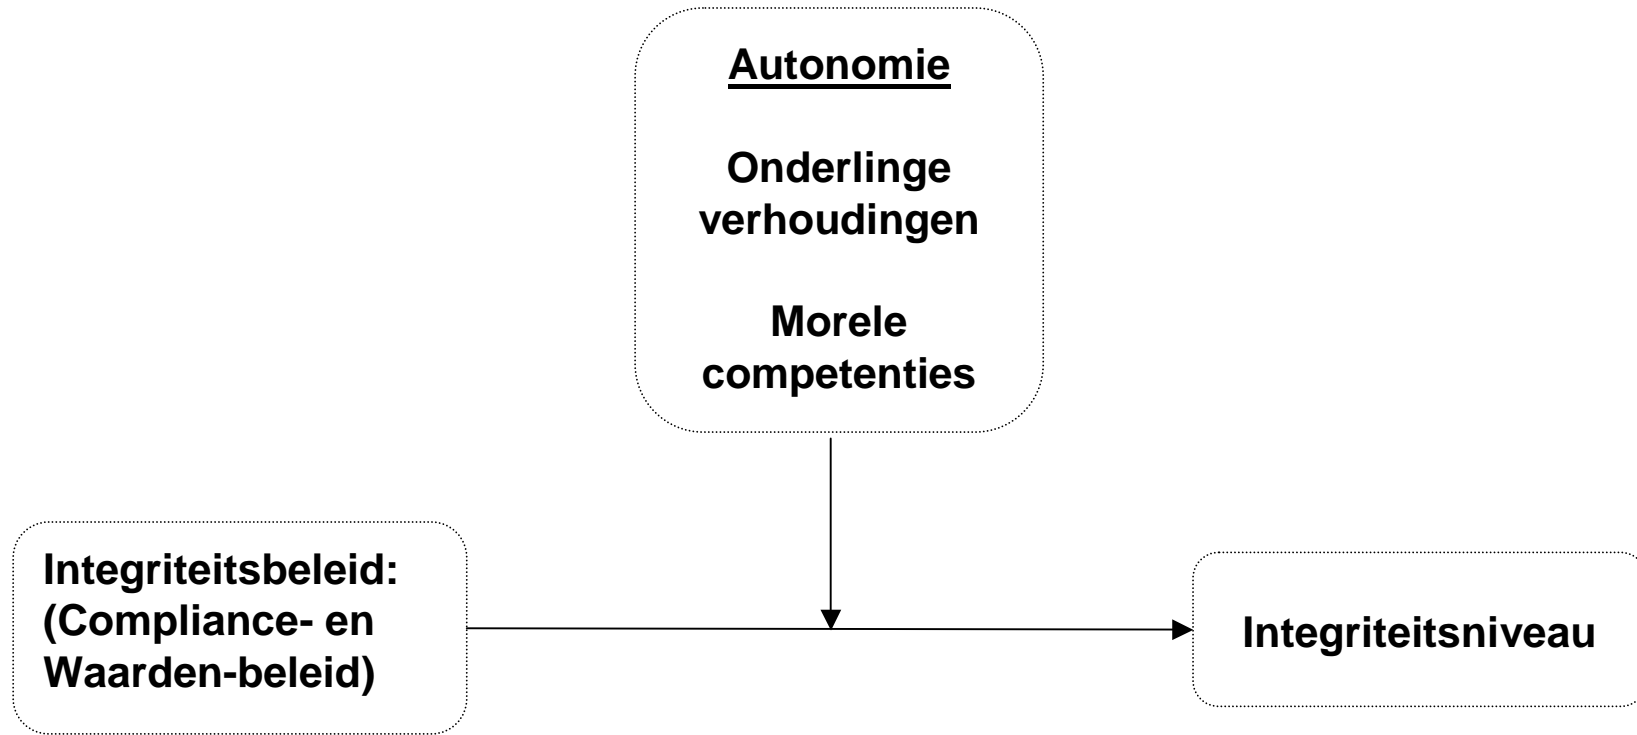 Autonomie
Onderlinge
verhoudingen
Morele
competenties
Integriteitsbeleid:
(Compliance- en
Waarden-beleid)
Integriteitsniveau